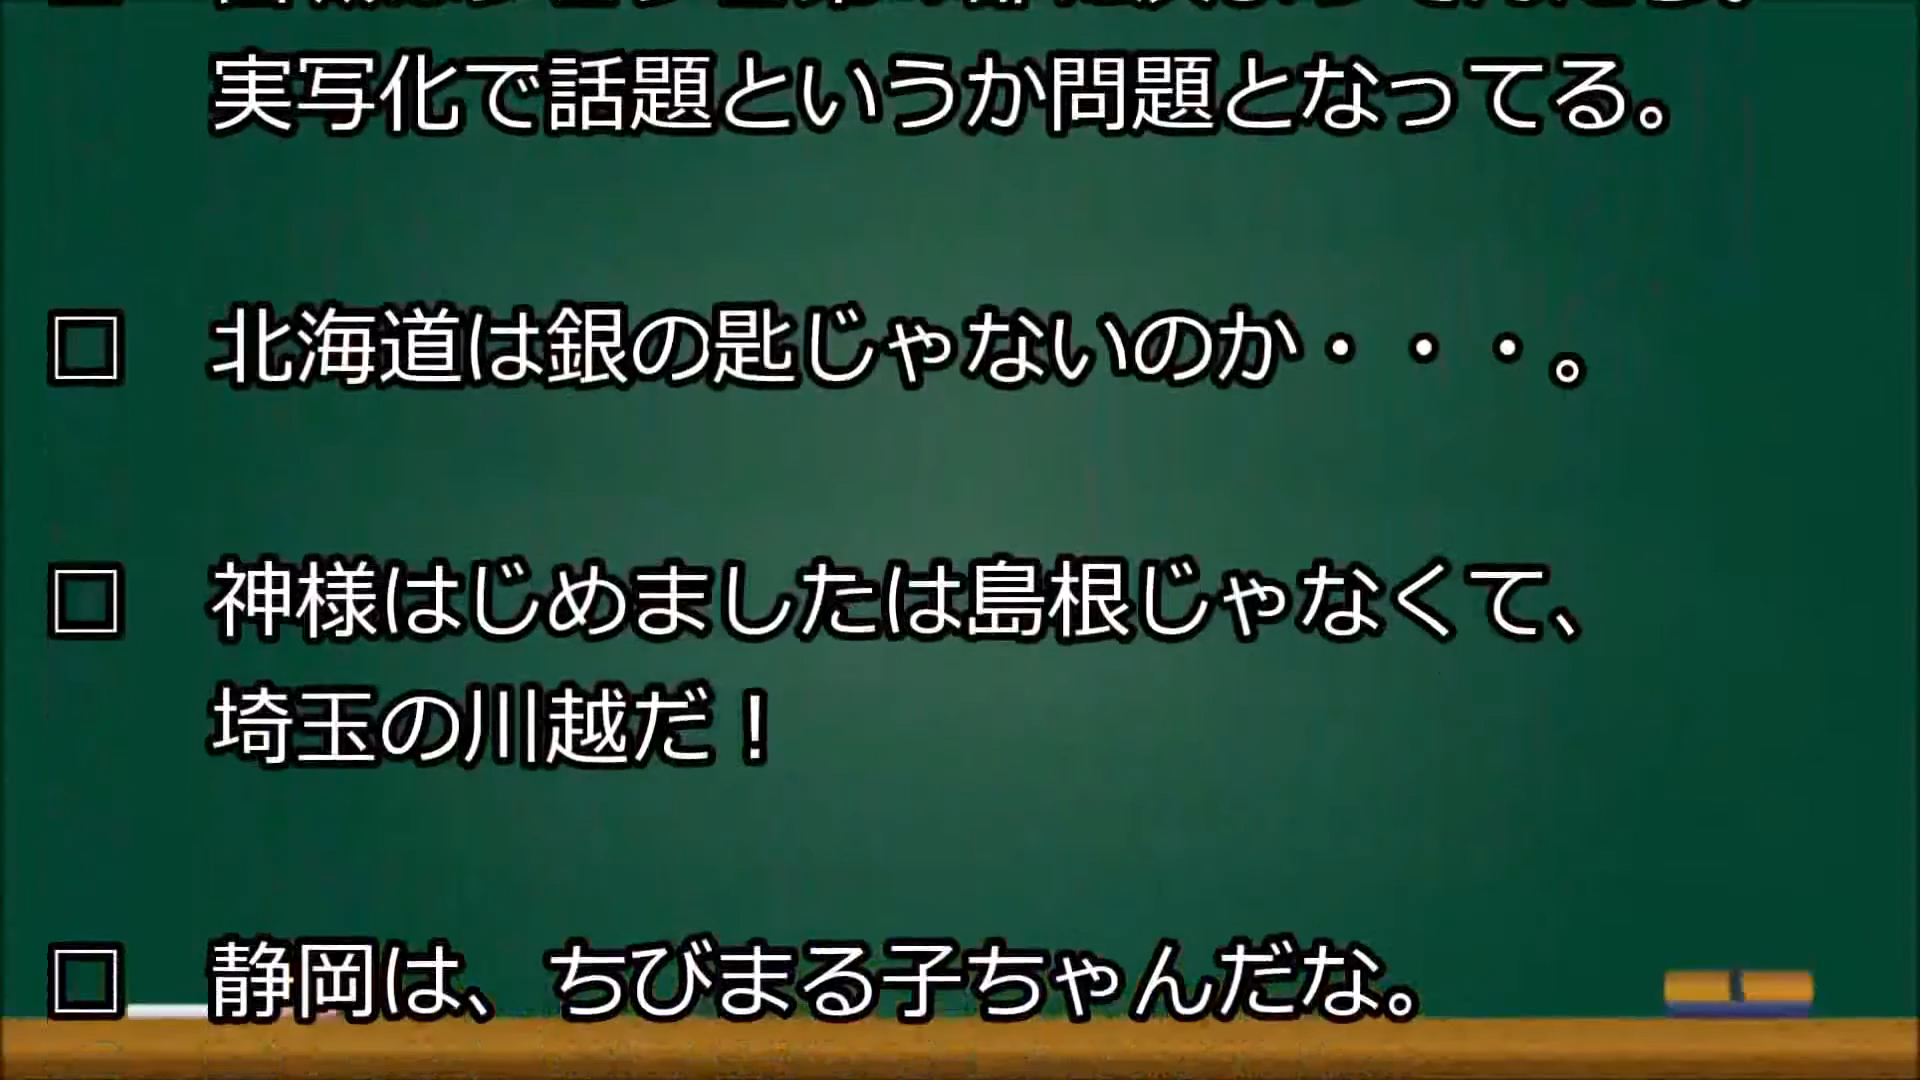 実写化で話題というか問題となってる。
□ 北海道は銀の匙じゃないのか・・・。
□ 神様はじめましたは島根じゃなくて、
埼玉の川越だ！
□ 静岡は、ちびまる子ちゃんだな。